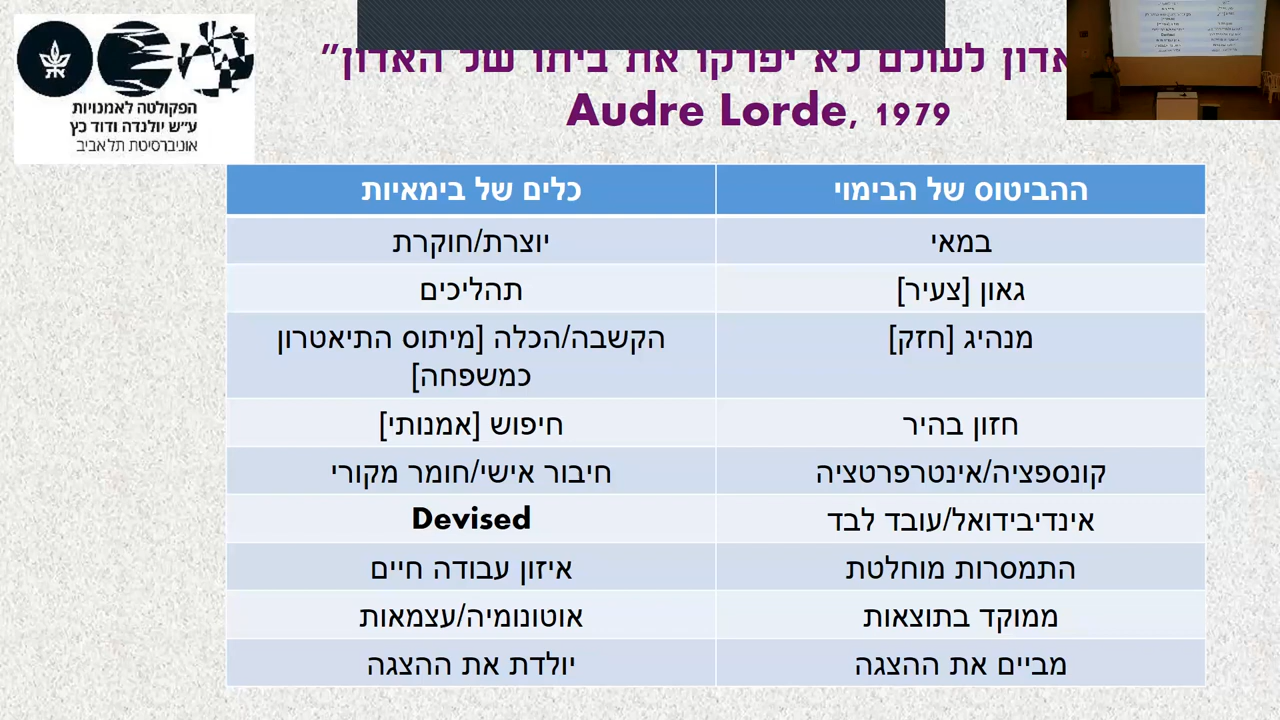 הפקולטה לאמנויות
ע״ש יולנדה ודוד כץ
אוניברסיטת תל אביב
אדון לעולם לא יפרקו את ביתו של האדון"
Audre Lorde, 1979
ההביטוס של הבימוי	כלים של בימאיות
במאי	יוצרת/חוקרת
גאון [צעיר]	תהליכים
מנהיג [חזק]	הקשבה/הכלה [מיתוס התיאטרון
כמשפחה]
חזון בהיר	חיפוש [אמנותי]
קונספציה/אינטרפרטציה	חיבור אישי/חומר מקורי
אינדיבידואל/עובד לבד	Devised
התמסרות מוחלטת	איזון עבודה חיים
ממוקד בתוצאות	אוטונומיה/עצמאות
מביים את ההצגה	יולדת את ההצגה